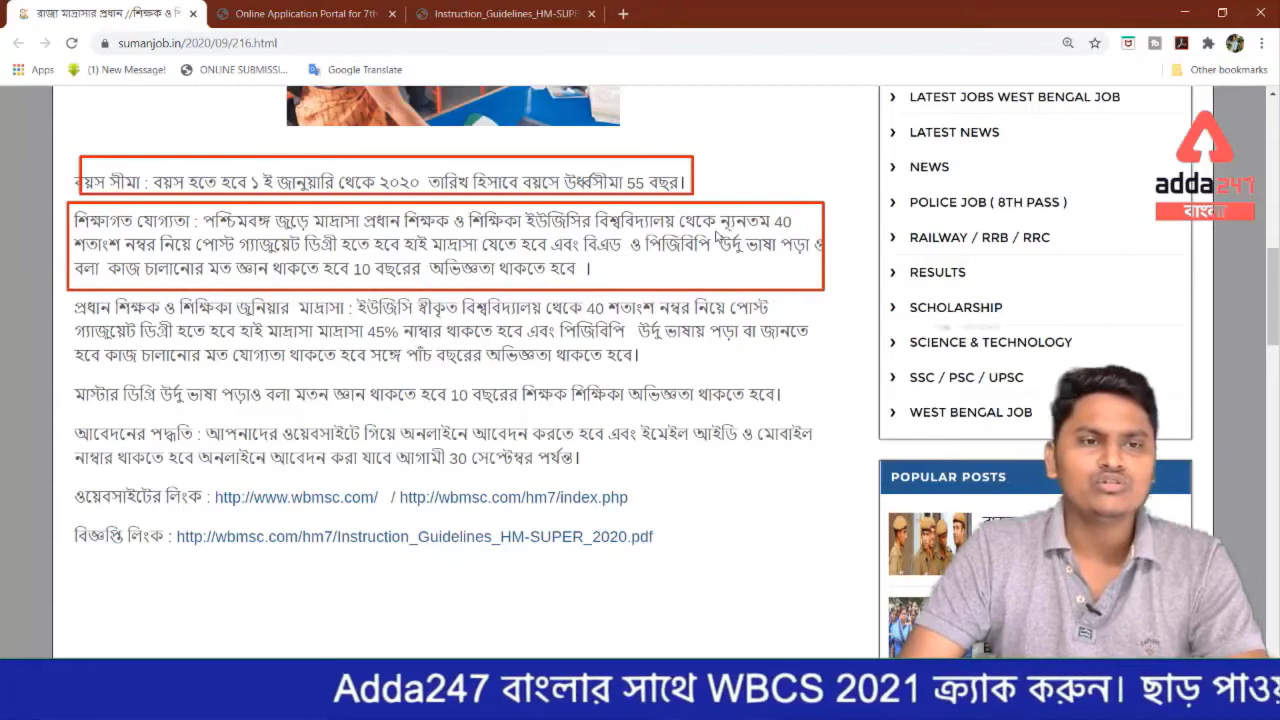 রাজ্য মাদ্রাসার প্রধান //শিক্ষক ও শি
Online Application Portal for 7th
Instruction_Guidelines_HM-SUPER
sumanjob.in/2020/09/216.html
Apps
(1) New Message!
ONLINE SUBMISSI...
Google Translate
Other bookmarks
বয়স সীমা : বয়স হতে হবে ১ ই জানুয়ারি থেকে ২০২০ তারিখ হিসাবে বয়সে উর্ধ্বসীমা 55 বছর।
শিক্ষাগত যোগ্যতা : পশ্চিমবঙ্গ জুড়ে মাদ্রাসা প্রধান শিক্ষক ও শিক্ষিকা ইউজিসির বিশ্ববিদ্যালয় থেকে ন্যূনতম 40
শতাংশ নম্বর নিয়ে পোস্ট গ্যাজুয়েট ডিগ্রী হতে হবে হাই মাদ্রাসা যেতে হবে এবং বিএড ও পিজিবিপি উর্দু ভাষা পড়া ও
বলা কাজ চালানোর মত জ্ঞান থাকতে হবে 10 বছরের অভিজ্ঞতা থাকতে হবে ।
প্রধান শিক্ষক ও শিক্ষিকা জুনিয়ার মাদ্রাসা : ইউজিসি স্বীকৃত বিশ্ববিদ্যালয় থেকে 40 শতাংশ নম্বর নিয়ে পোস্ট
গ্যাজুয়েট ডিগ্রী হতে হবে হাই মাদ্রাসা মাদ্রাসা 45% নাম্বার থাকতে হবে এবং পিজিবিপি উর্দু ভাষায় পড়া বা জানতে
হবে কাজ চালানোর মত যোগ্যতা থাকতে হবে সঙ্গে পাঁচ বছরের অভিজ্ঞতা থাকতে হবে।
মাস্টার ডিগ্রি উর্দু ভাষা পড়াও বলা মতন জ্ঞান থাকতে হবে 10 বছরের শিক্ষক শিক্ষিকা অভিজ্ঞতা থাকতে হবে।
আবেদনের পদ্ধতি : আপনাদের ওয়েবসাইটে গিয়ে অনলাইনে আবেদন করতে হবে এবং ইমেইল আইডি ও মোবাইল
নাম্বার থাকতে হবে অনলাইনে আবেদন করা যাবে আগামী 30 সেপ্টেম্বর পর্যন্ত।
ওয়েবসাইটের লিংক : http://www.wbmsc.com/ / http://wbmsc.com/hm7/index.php
বিজ্ঞপ্তি লিংক : http://wbmsc.com/hm7/Instruction_Guidelines_HM-SUPER_2020.pdf
LATEST JOBS WEST BENGAL JOB
LATEST NEWS
NEWS
POLICE JOB ( 8TH PASS )
RAILWAY / RRB / RRC
RESULTS
SCHOLARSHIP
SCIENCE & TECHNOLOGY
SSC / PSC / UPSC
WEST BENGAL JOB
POPULAR POSTS
adda247
বাংলা
Adda247 বাংলার সাথে WBCS 2021 ক্র্যাক করুন। ছাড় পাওয়